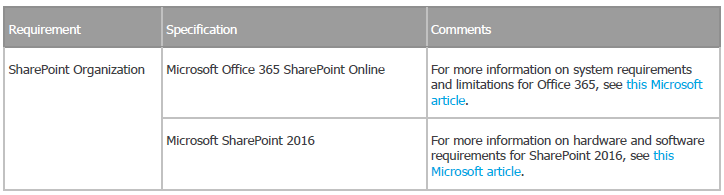 Requirement Specification Comments
SharePoint Organization Microsoft Office 365 SharePoint Online For more information on system requirements
and limitations for Office 365, see this Microsoft
article.
Microsoft SharePoint 2016 For more information on hardware and software
requirements for SharePoint 2016, see this
Microsoft article.